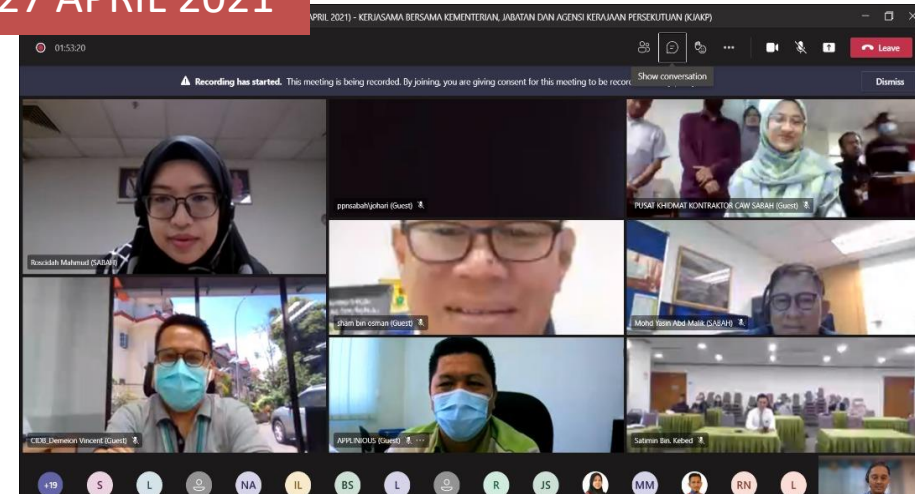 27 APRIL 2021
APRIL 2021) - KERJASAMA BERSAMA KEMENTERIAN, JABATAN DAN AGENSI KERAJAAN PERSEKUTUAN (KJAKP)
01:53:20
Leave
Show conversation
Recording has started. This meeting is being recorded. By joining, you are giving consent for this meeting to be recor
Dismiss
Roscidah Mahmud (SABAH)
ppnsabah\johari (Guest)
PUSAT KHIDMAT KONTRAKTOR CAW SABAH (Guest)
sham bin osman (Guest)
Mohd Yasin Abd Malik (SABAH)
CIDB_Demeion Vincent (Guest)
APPLINIOUS (Guest)
Satimin Bin. Kebed
+19 S L NA IL BS L R JS MM RN L